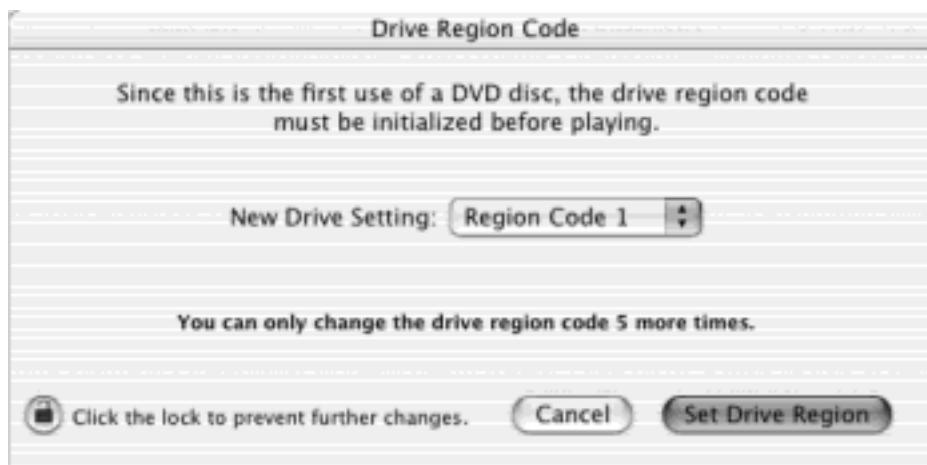 Drive Region Code
Since this is the first use of a DVD disc, the drive region code
must be initialized before playing.
New Drive Setting: Region Code 1
You can only change the drive region code 5 more times.
Click the lock to prevent further changes. Cancel Set Drive Region